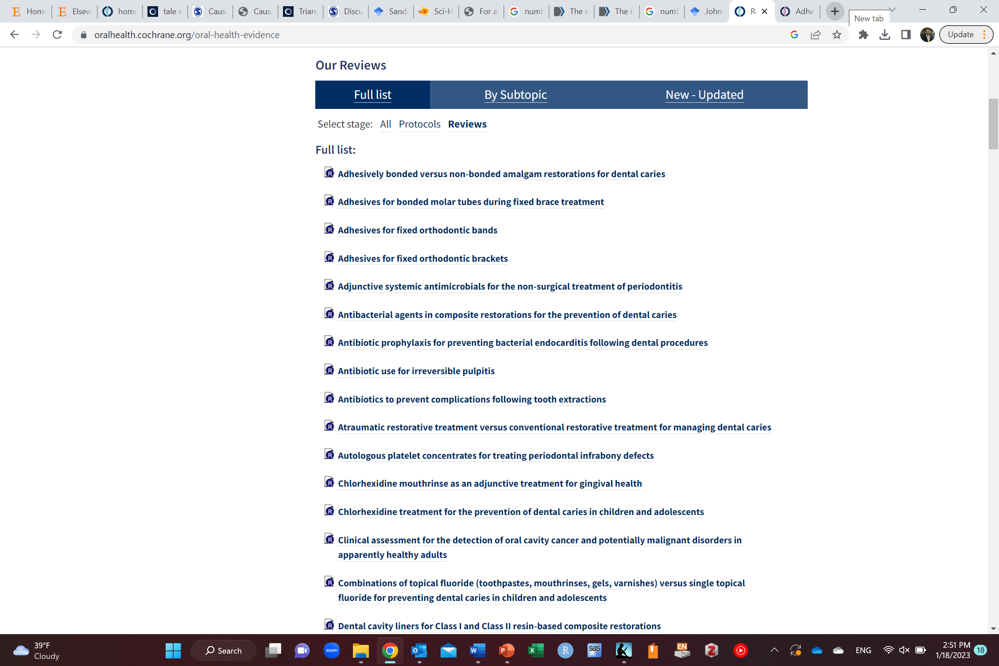 Home
Elsevi
home
tale w
Causa
Causa
Triang
Discu
Sande
Sci-H
For a
numb
The n
The n
numb
John
R
Adhe
New tab
oralhealth.cochrane.org/oral-health-evidence
Update
Our Reviews
Full list By Subtopic New - Updated
Select stage: All Protocols Reviews
Full list:
Adhesively bonded versus non-bonded amalgam restorations for dental caries
Adhesives for bonded molar tubes during fixed brace treatment
Adhesives for fixed orthodontic bands
Adhesives for fixed orthodontic brackets
Adjunctive systemic antimicrobials for the non-surgical treatment of periodontitis
Antibacterial agents in composite restorations for the prevention of dental caries
Antibiotic prophylaxis for preventing bacterial endocarditis following dental procedures
Antibiotic use for irreversible pulpitis
Antibiotics to prevent complications following tooth extractions
Atraumatic restorative treatment versus conventional restorative treatment for managing dental caries
Autologous platelet concentrates for treating periodontal infrabony defects
Chlorhexidine mouthrinse as an adjunctive treatment for gingival health
Chlorhexidine treatment for the prevention of dental caries in children and adolescents
Clinical assessment for the detection of oral cavity cancer and potentially malignant disorders in
apparently healthy adults
Combinations of topical fluoride (toothpastes, mouthrinses, gels, varnishes) versus single topical
fluoride for preventing dental caries in children and adolescents
Dental cavity liners for Class I and Class II resin-based composite restorations
39°F
Cloudy
Search
zoom
sas
EN
ENG
2:51 PM
1/18/2023
18